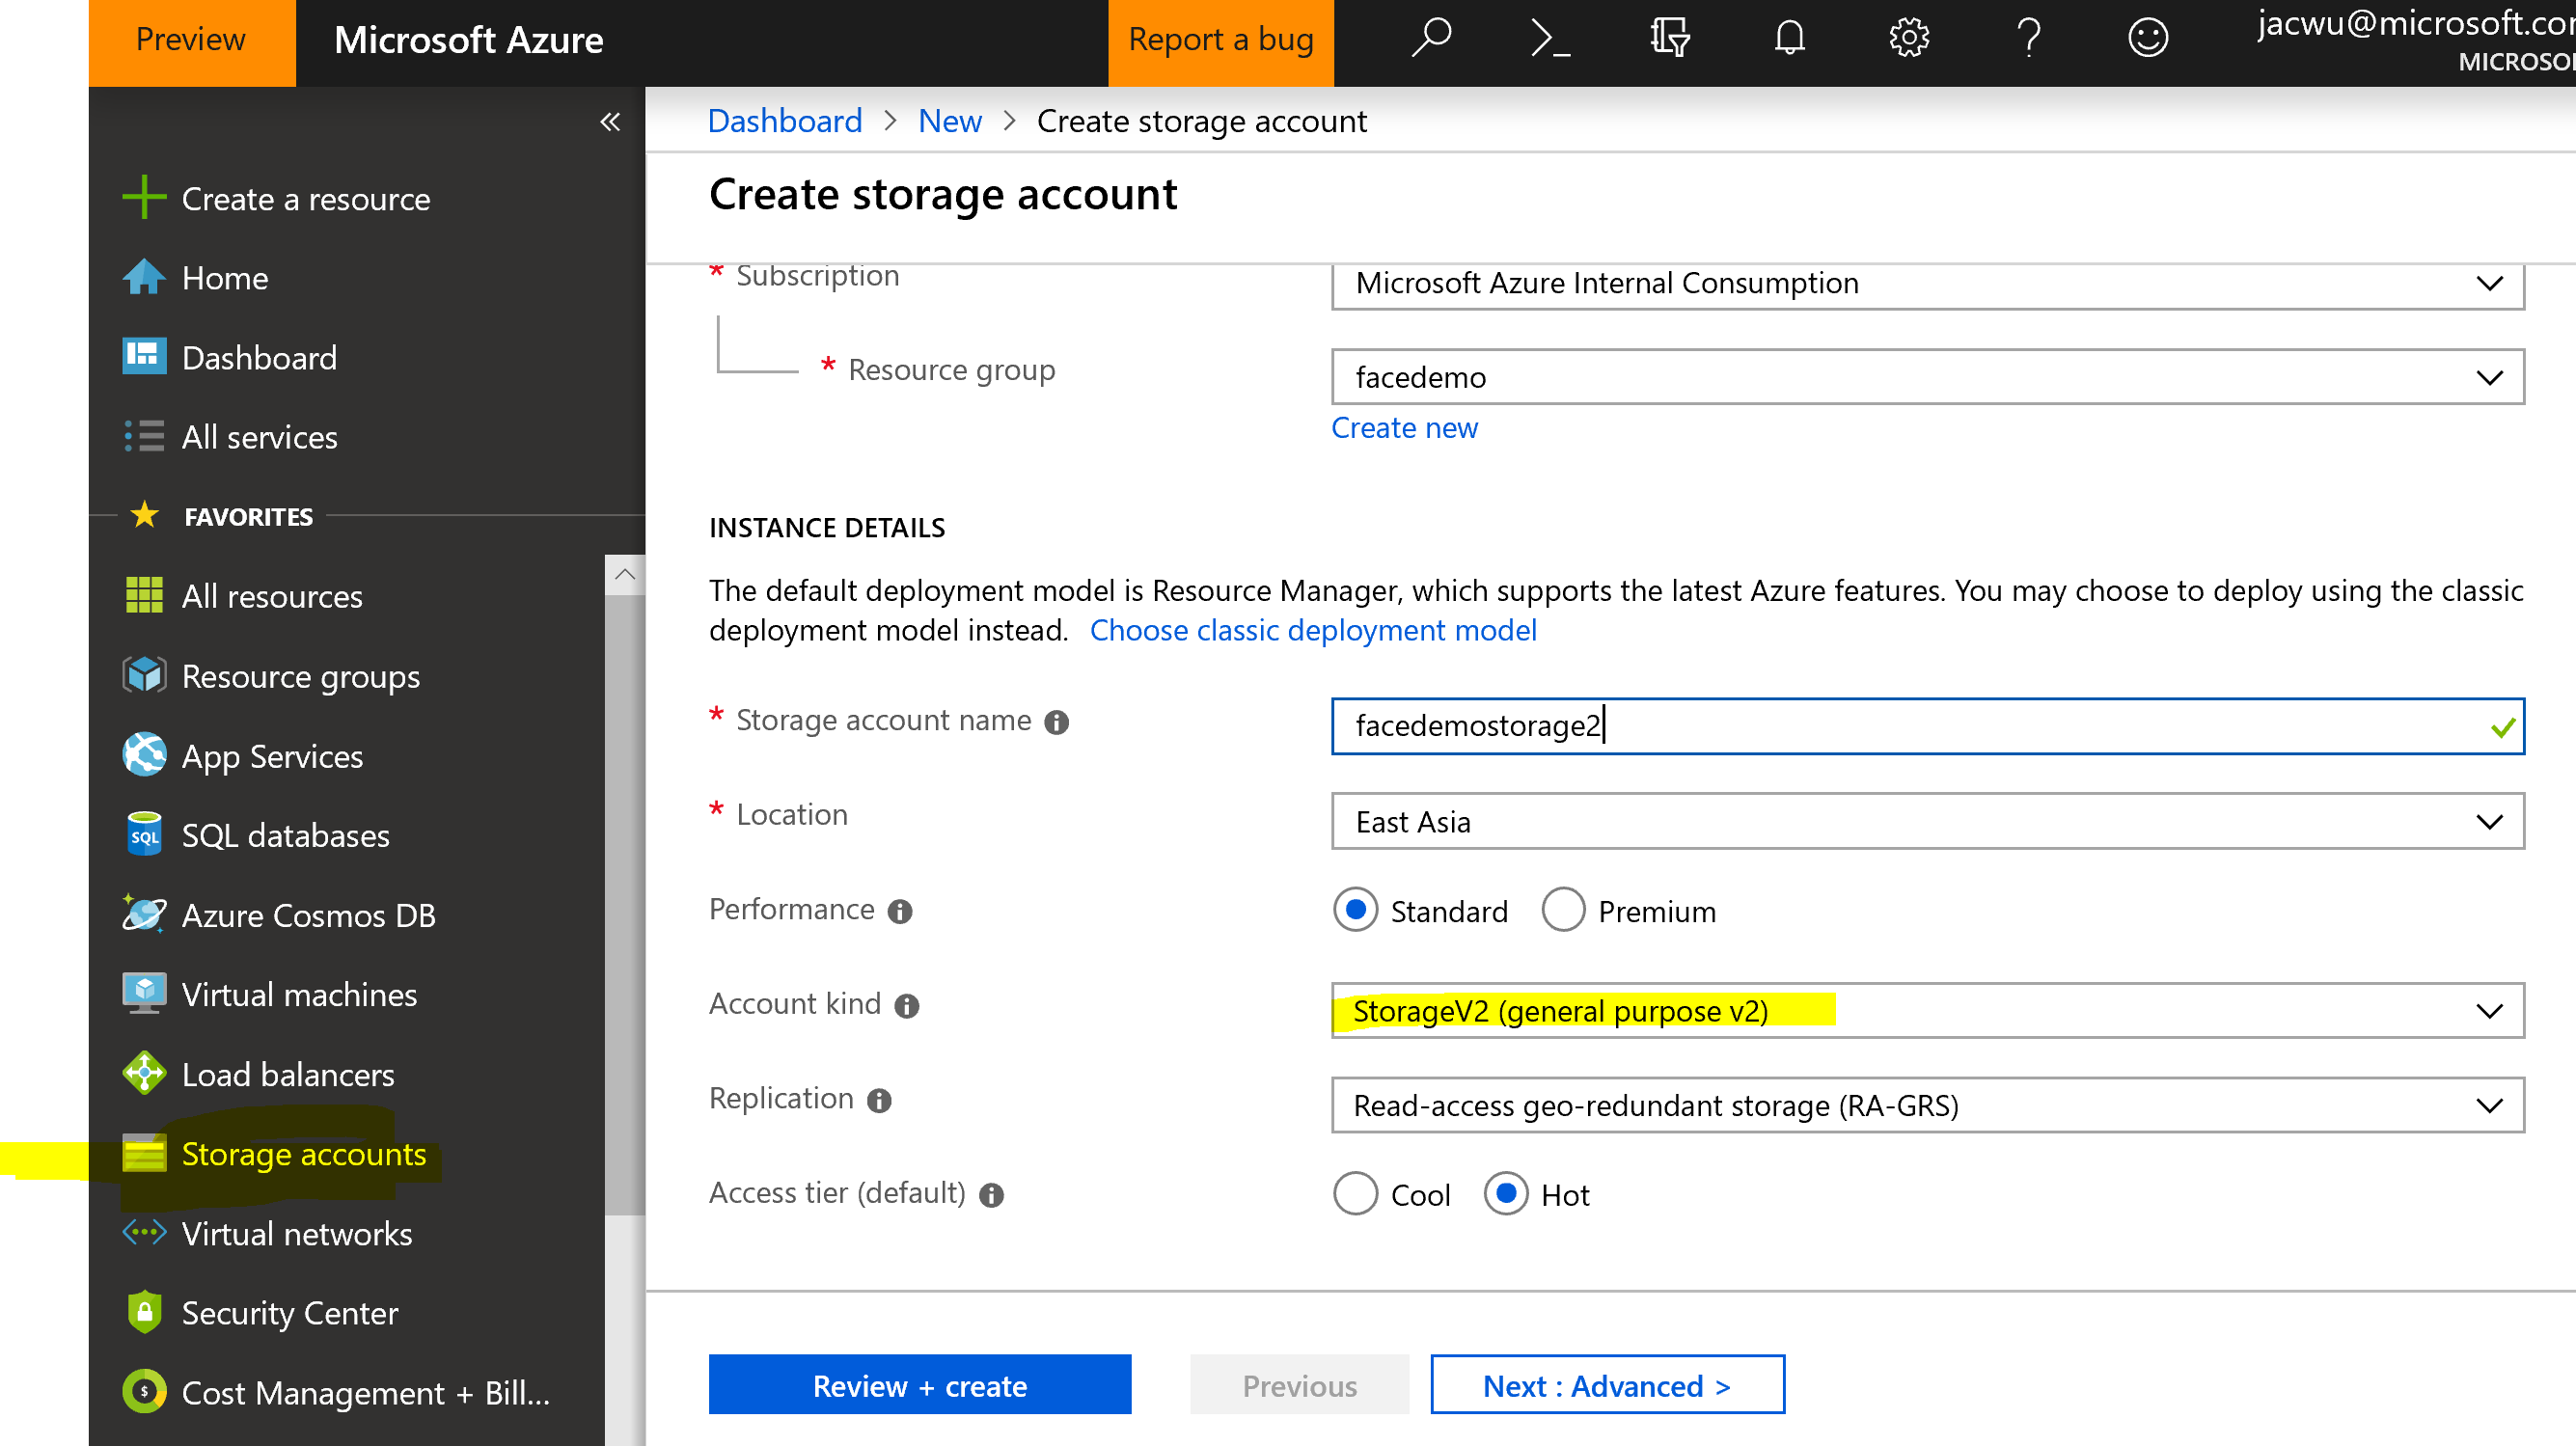 Preview
Microsoft Azure
Report a bug
jacwu@microsoft.co
MICROSO
Dashboard > New > Create storage account
Create storage account
Create a resource
Home
Dashboard
All services
FAVORITES
All resources
Resource groups
App Services
SQL databases
Azure Cosmos DB
Virtual machines
Load balancers
Storage accounts
Virtual networks
Security Center
Cost Management + Bill...
* Subscription
Microsoft Azure Internal Consumption
* Resource group
facedemo
Create new
INSTANCE DETAILS
The default deployment model is Resource Manager, which supports the latest Azure features. You may choose to deploy using the classic
deployment model instead. Choose classic deployment model
* Storage account name
facedemostorage2
* Location
East Asia
Performance
Standard Premium
Account kind
StorageV2 (general purpose v2)
Replication
Read-access geo-redundant storage (RA-GRS)
Access tier (default)
Cool Hot
Review + create
Previous
Next : Advanced >